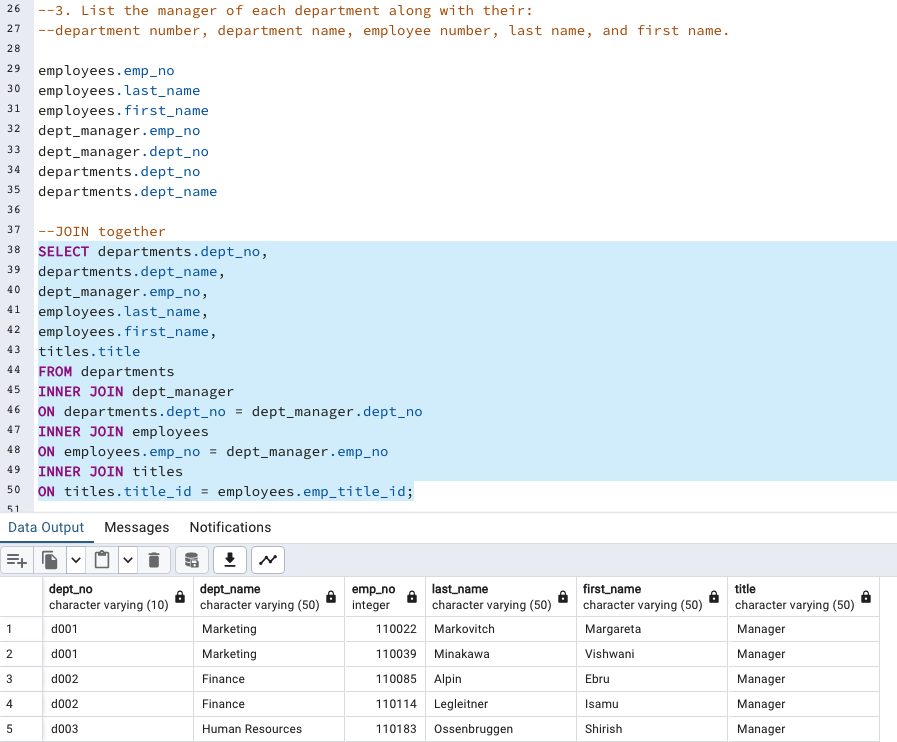 26 --3. List the manager of each department along with their:
27 --department number, department name, employee number, last name, and first name.
28
29 employees.emp_no
30 employees.last_name
31 employees.first_name
32 dept_manager.emp_no
33 dept_manager.dept_no
34 departments.dept_no
35 departments.dept_name
36
37 --JOIN together
38 SELECT departments.dept_no,
39 departments.dept_name,
40 dept_manager.emp_no,
41 employees.last_name,
42 employees.first_name,
43 titles.title
44 FROM departments
45 INNER JOIN dept_manager
46 ON departments.dept_no = dept_manager.dept_no
47 INNER JOIN employees
48 ON employees.emp_no = dept_manager.emp_no
49 INNER JOIN titles
50 ON titles.title_id = employees.emp_title_id;
51
Data Output Messages Notifications
dept_no dept_name emp_no last_name first_name title
character varying (10) character varying (50) integer character varying (50) character varying (50) character varying (50)
1 d001 Marketing 110022 Markovitch Margareta Manager
2 d001 Marketing 110039 Minakawa Vishwani Manager
3 d002 Finance 110085 Alpin Ebru Manager
4 d002 Finance 110114 Legleitner Isamu Manager
5 d003 Human Resources 110183 Ossenbruggen Shirish Manager